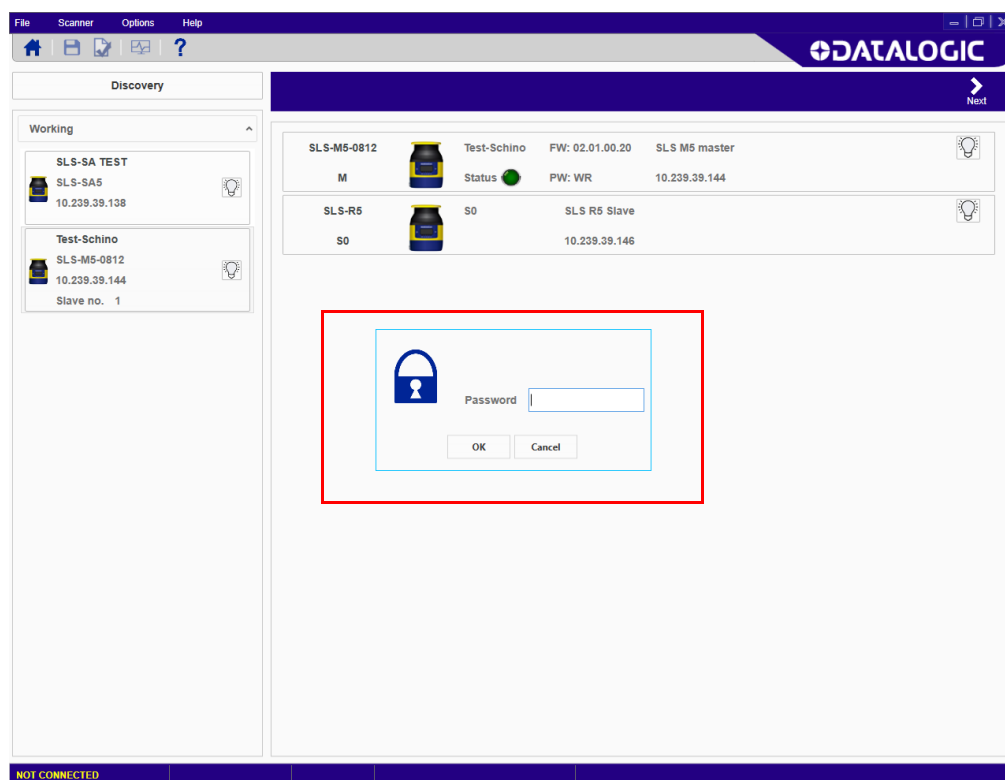 File Scanner Options Help
? DATALOGIC
Discovery
Next
Working
SLS-SA TEST
SLS-SA5
10.239.39.138
Test-Schino
SLS-M5-0812
10.239.39.144
Slave no. 1
SLS-M5-0812 Test-Schino FW: 02.01.00.20 SLS M5 master
M Status PW: WR 10.239.39.144
SLS-R5 S0 SLS R5 Slave
S0 10.239.39.146
Password
OK Cancel
NOT CONNECTED